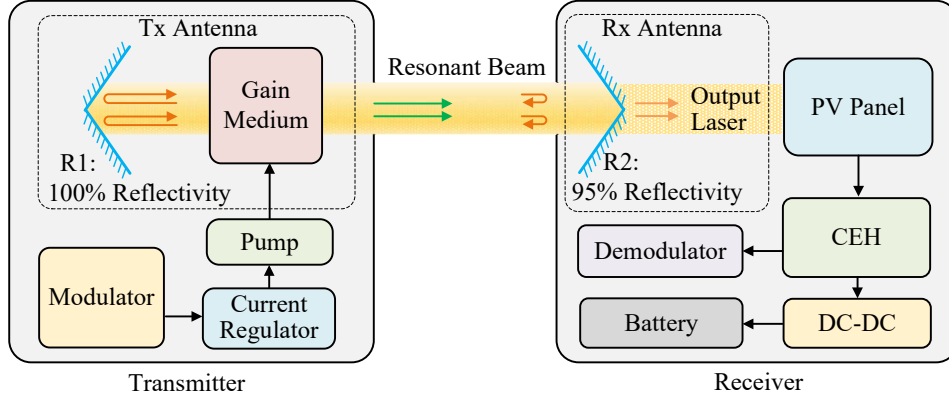 Tx Antenna
Gain
Medium
R1:
100% Reflectivity
Pump
Modulator
Current
Regulator
Transmitter
Resonant Beam
Rx Antenna
Output
Laser
PV Panel
R2:
95% Reflectivity
Demodulator
CEH
Battery
DC-DC
Receiver